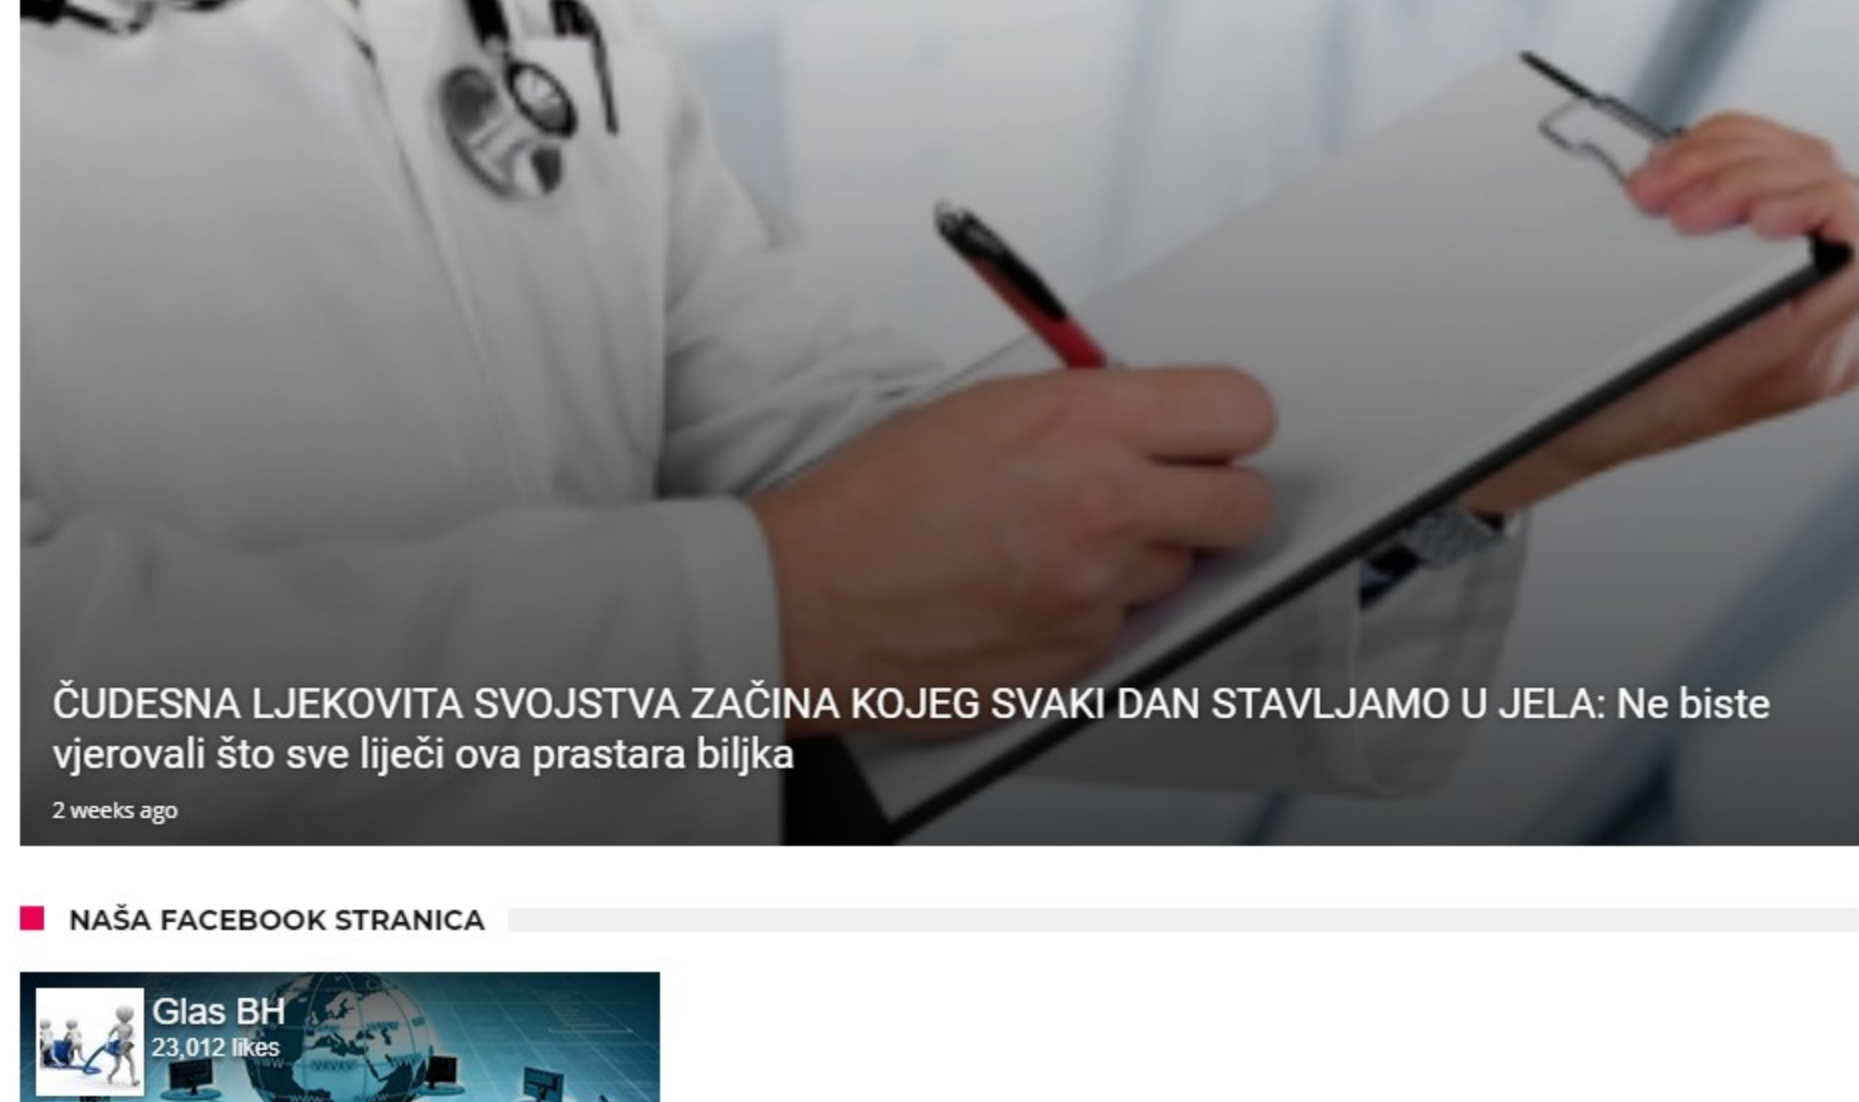 ČUDESNA LJEKOVITA SVOJSTVA ZAČINA KOJEG SVAKI DAN STAVLJAMO U JELA: Ne biste
vjerovali što sve liječi ova prastara biljka
2 weeks ago
NAŠA FACEBOOK STRANICA
Glas BH
23,012 likes